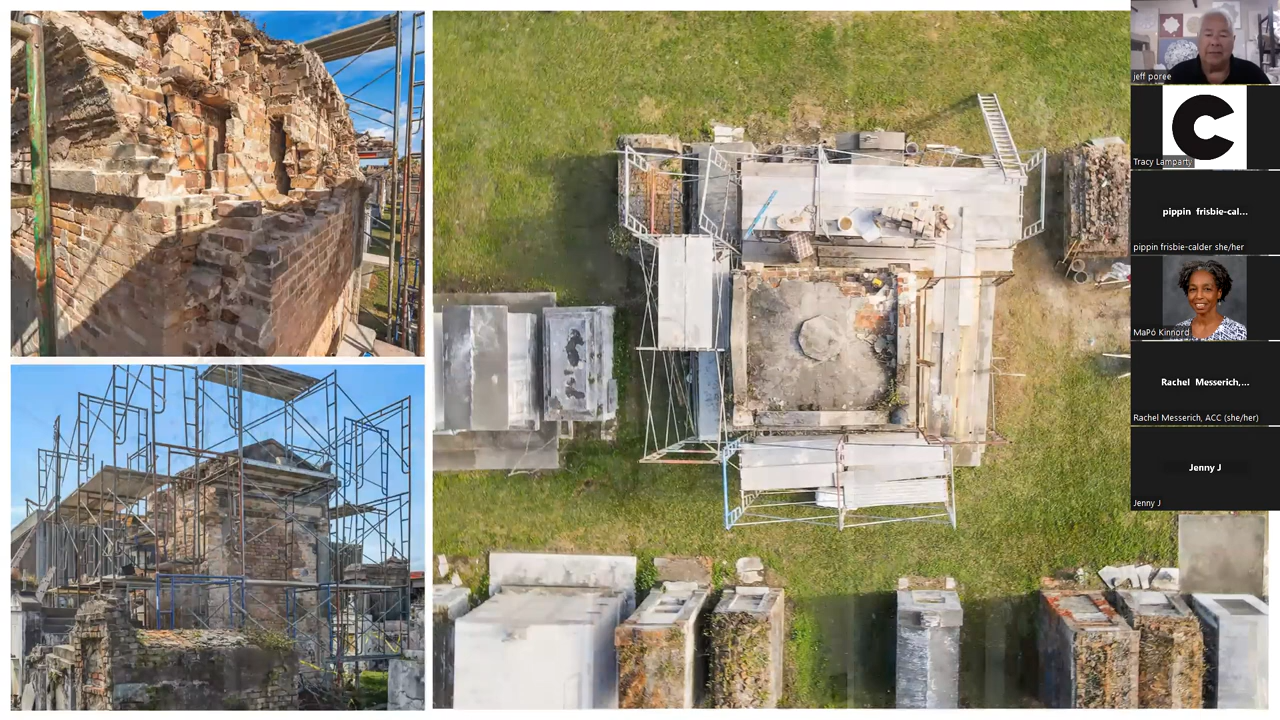 jeff poree
C
Tracy Lamparty
pippin frisbie-cal...
pippin frisbie-calder she/her
MaPó Kinnord
Rachel Messerich,...
Rachel Messerich, ACC (she/her)
Jenny J
Jenny J